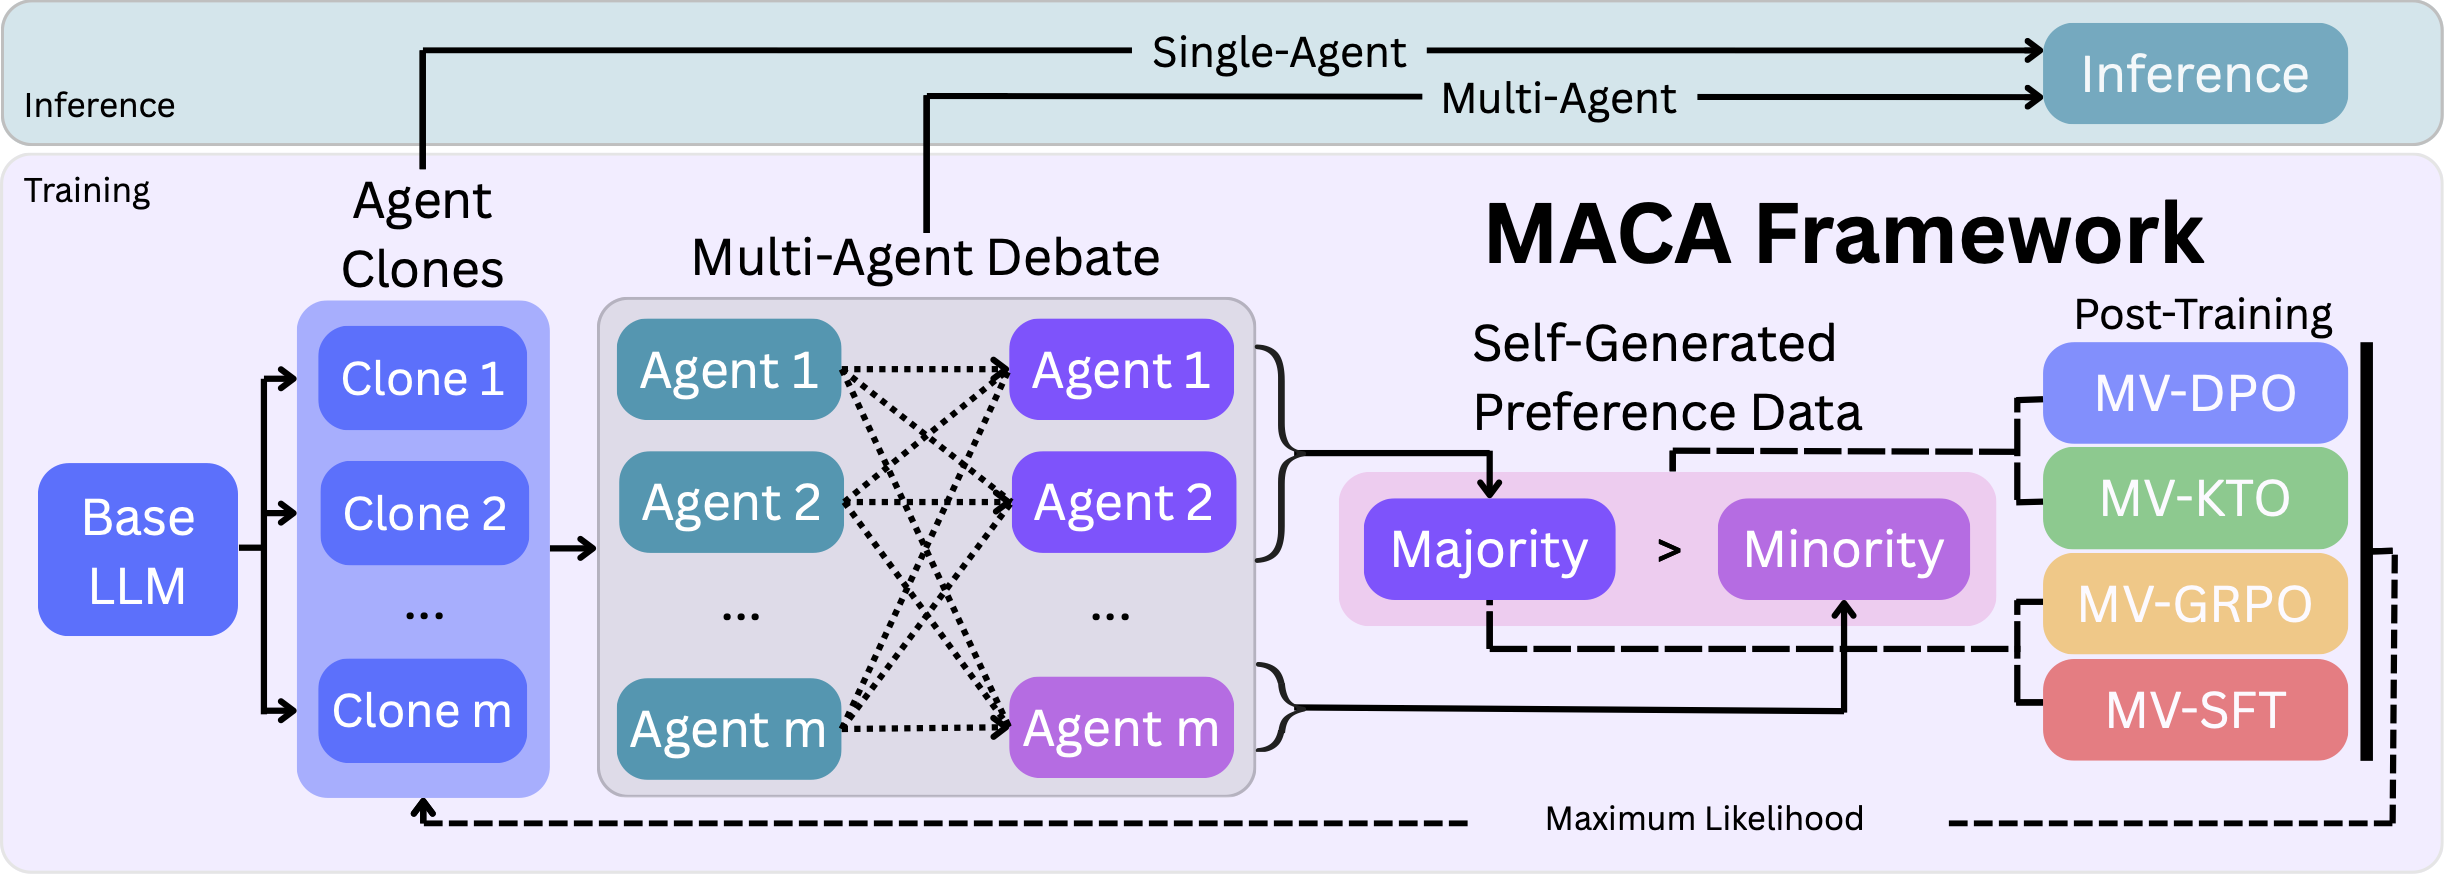 Single-Agent
Multi-Agent
Inference
Inference
Training
MACA Framework
Agent
Clones
Multi-Agent Debate
Base
LLM
Clone 1
Clone 2
...
Clone m
Agent 1
Agent 2
...
Agent m
Agent 1
Agent 2
...
Agent m
Self-Generated
Preference Data
Majority
>
Minority
Post-Training
MV-DPO
MV-KTO
MV-GRPO
MV-SFT
Maximum Likelihood